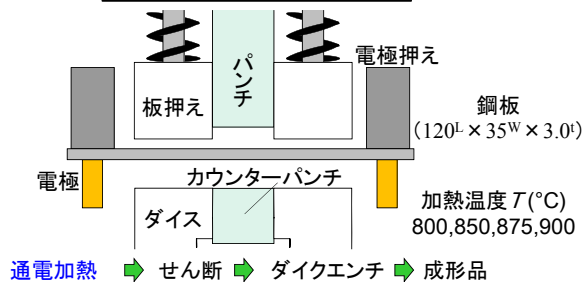 パンチ
電極押え
板押え
鋼板
(120ᴸ × 35ᵂ × 3.0ᵗ)
電極
カウンターパンチ
ダイス
加熱温度 T(°C)
800,850,875,900
通電加熱 せん断 ダイクエンチ 成形品